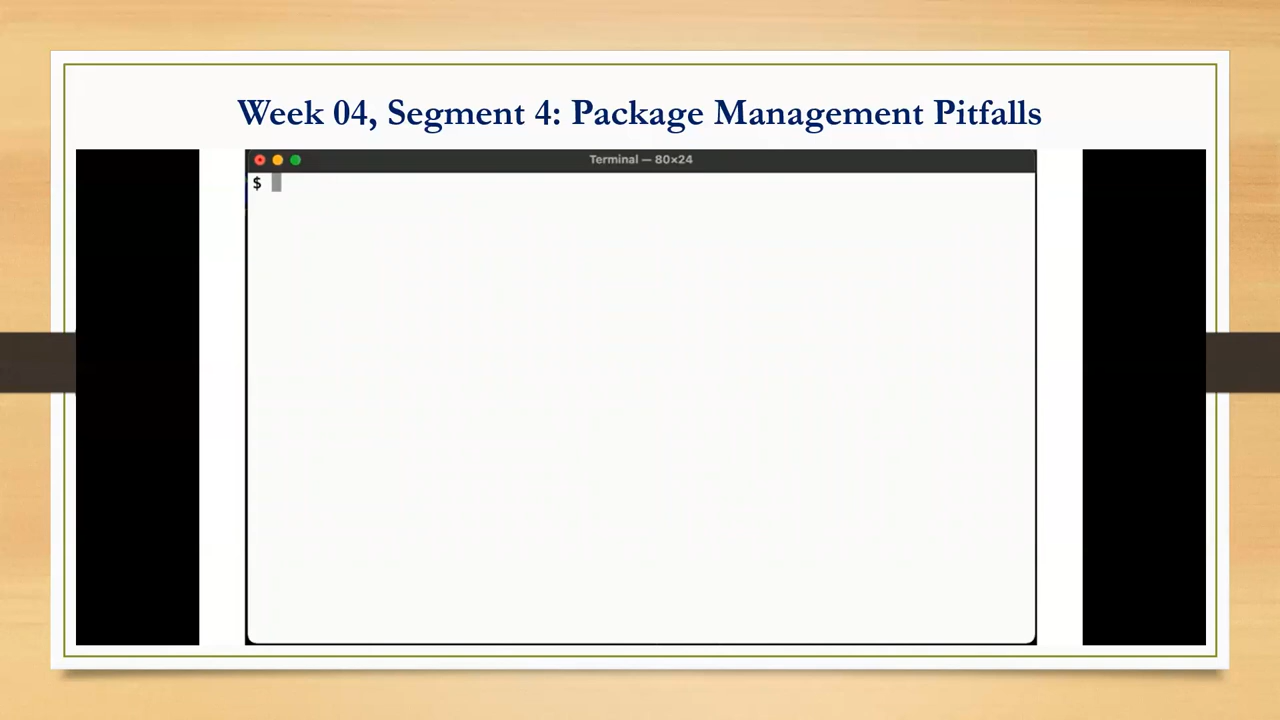 Week 04, Segment 4: Package Management Pitfalls
Terminal — 80×24
$